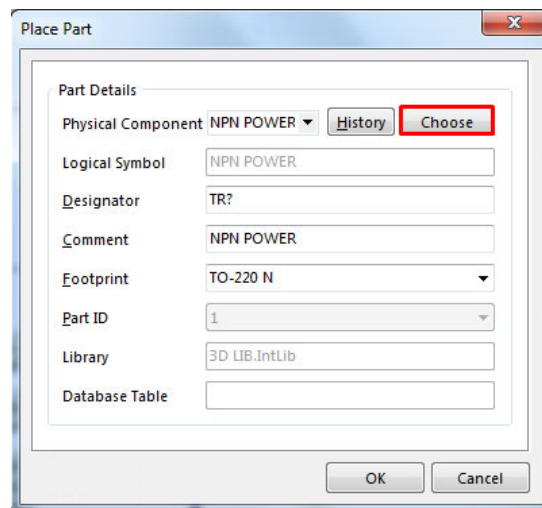 Place Part
Part Details
Physical Component NPN POWER History Choose
Logical Symbol NPN POWER
Designator TR?
Comment NPN POWER
Footprint TO-220 N
Part ID 1
Library 3D LIB.IntLib
Database Table
OK Cancel